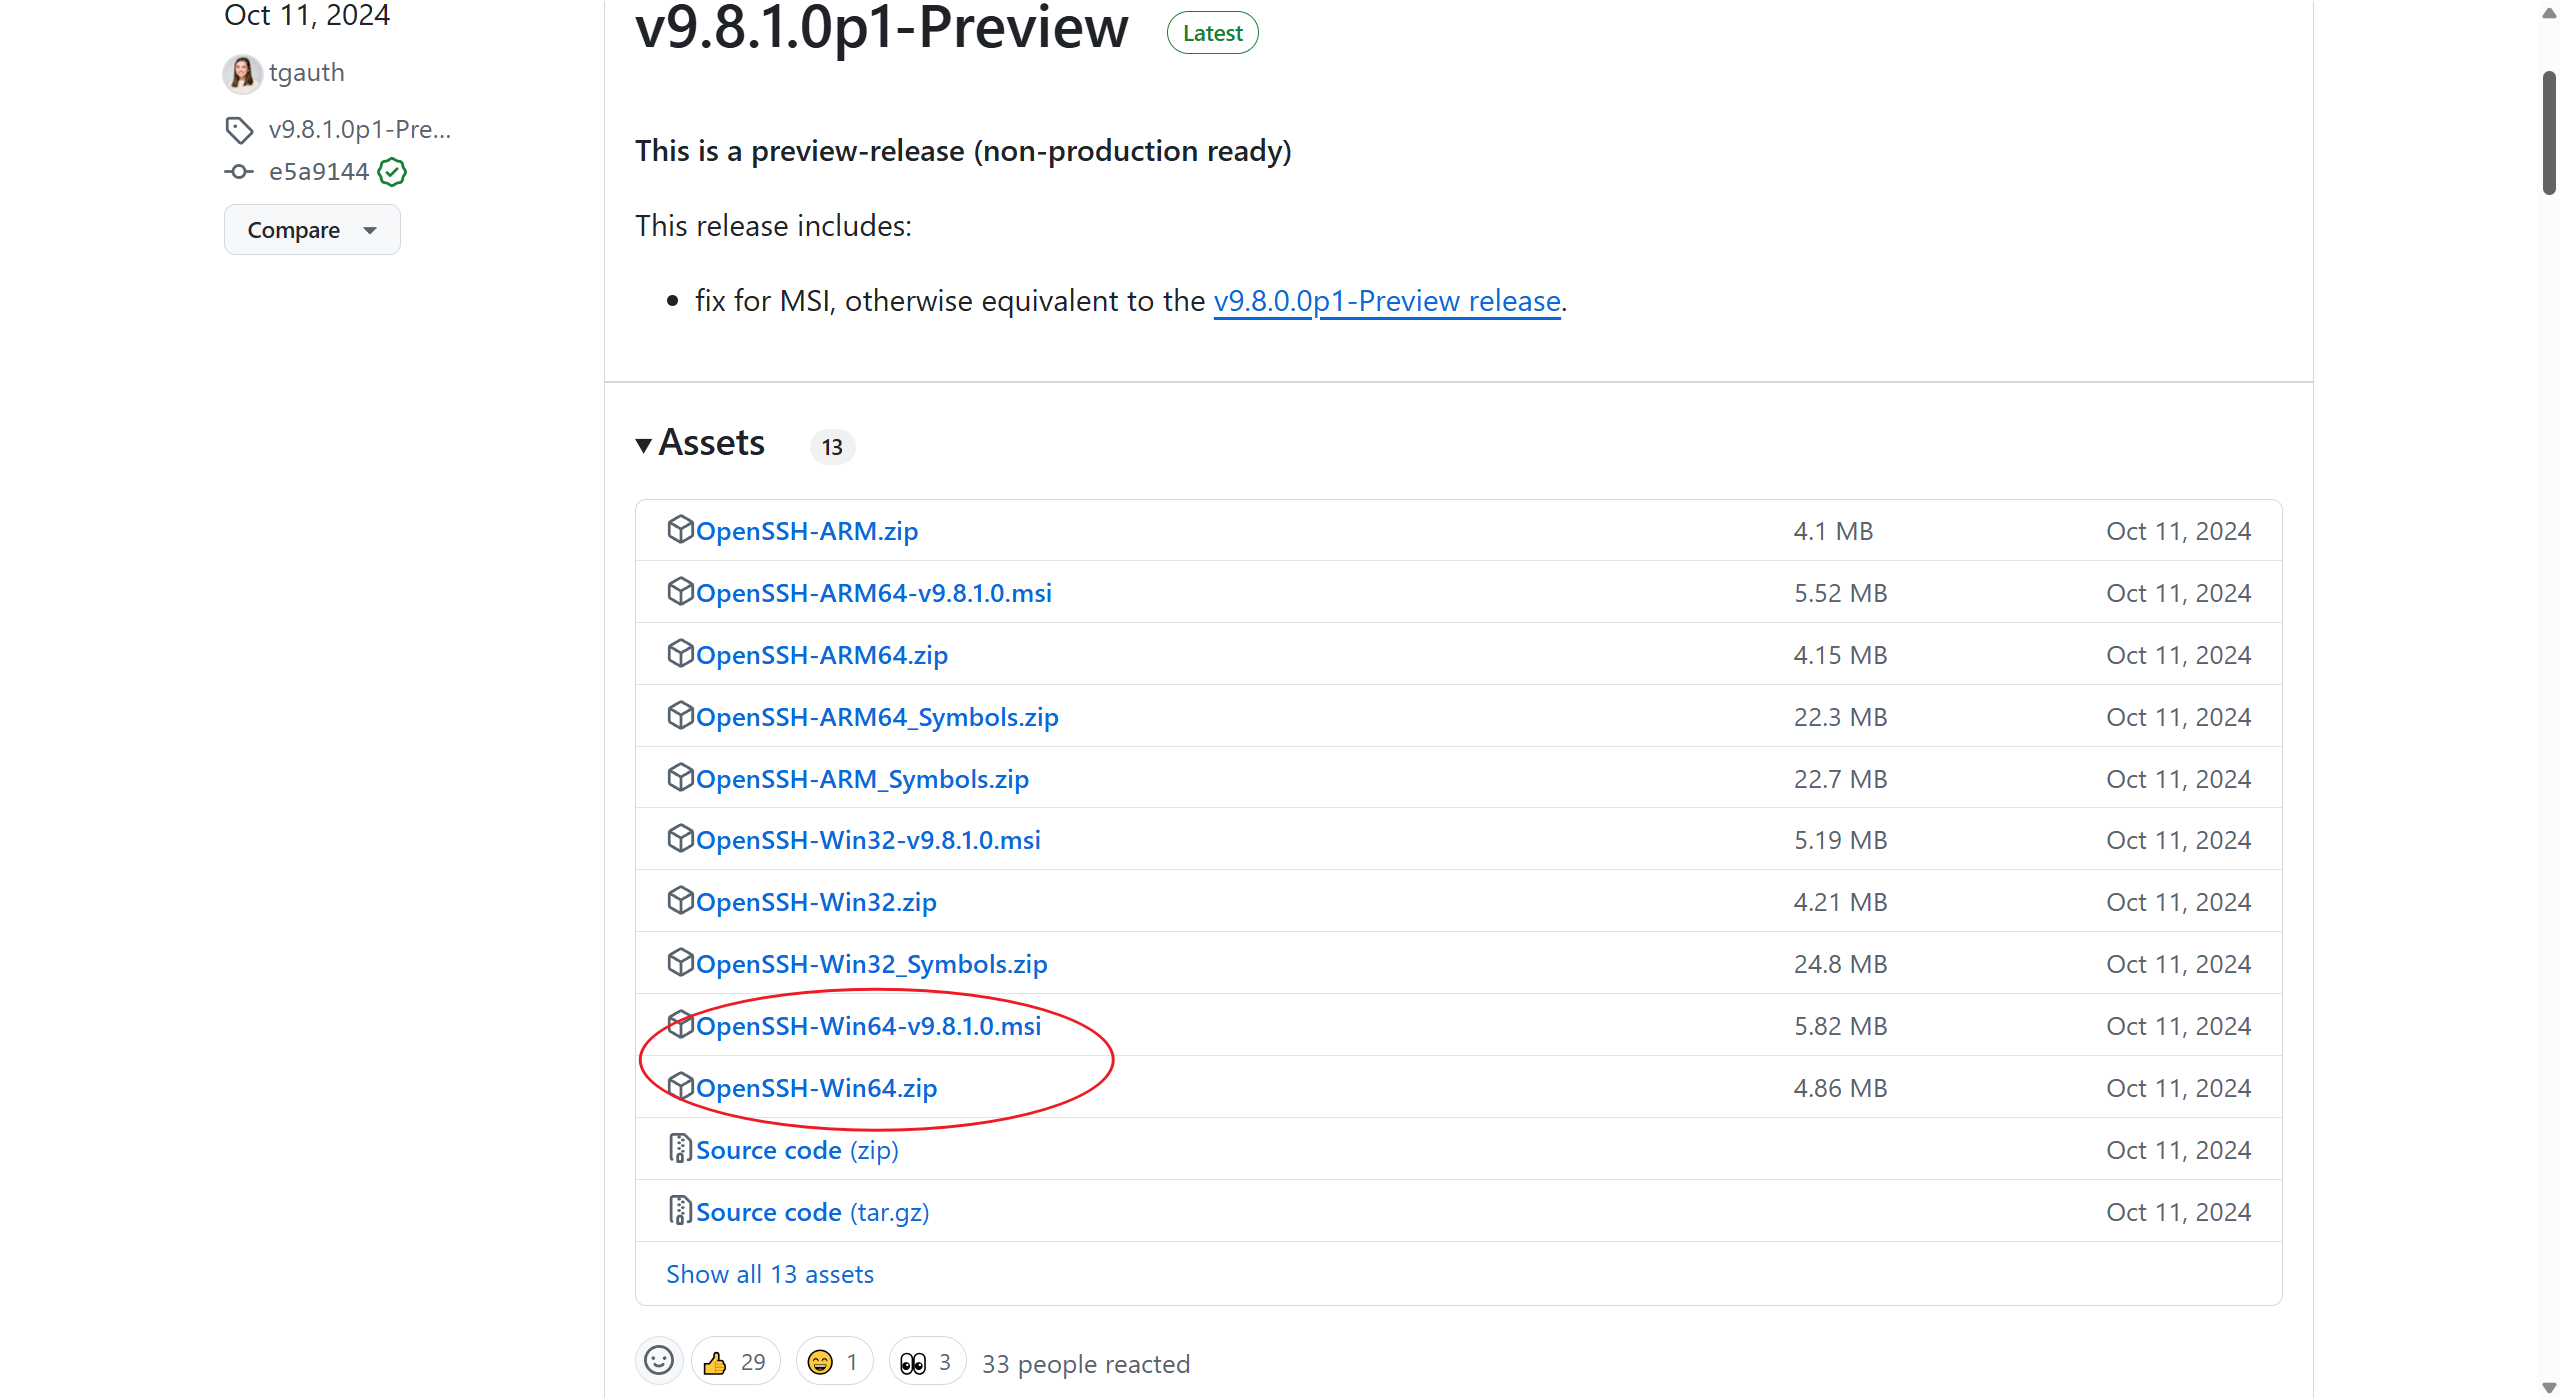 Oct 11, 2024
tgauth
v9.8.1.0p1-Pre...
e5a9144
Compare
v9.8.1.0p1-Preview Latest
This is a preview-release (non-production ready)
This release includes:
• fix for MSI, otherwise equivalent to the v9.8.0.0p1-Preview release.
Assets 13
OpenSSH-ARM.zip 4.1 MB Oct 11, 2024
OpenSSH-ARM64-v9.8.1.0.msi 5.52 MB Oct 11, 2024
OpenSSH-ARM64.zip 4.15 MB Oct 11, 2024
OpenSSH-ARM64_Symbols.zip 22.3 MB Oct 11, 2024
OpenSSH-ARM_Symbols.zip 22.7 MB Oct 11, 2024
OpenSSH-Win32-v9.8.1.0.msi 5.19 MB Oct 11, 2024
OpenSSH-Win32.zip 4.21 MB Oct 11, 2024
OpenSSH-Win32_Symbols.zip 24.8 MB Oct 11, 2024
OpenSSH-Win64-v9.8.1.0.msi 5.82 MB Oct 11, 2024
OpenSSH-Win64.zip 4.86 MB Oct 11, 2024
Source code (zip) Oct 11, 2024
Source code (tar.gz) Oct 11, 2024
Show all 13 assets
👍 29 😄 1 👀 3 33 people reacted